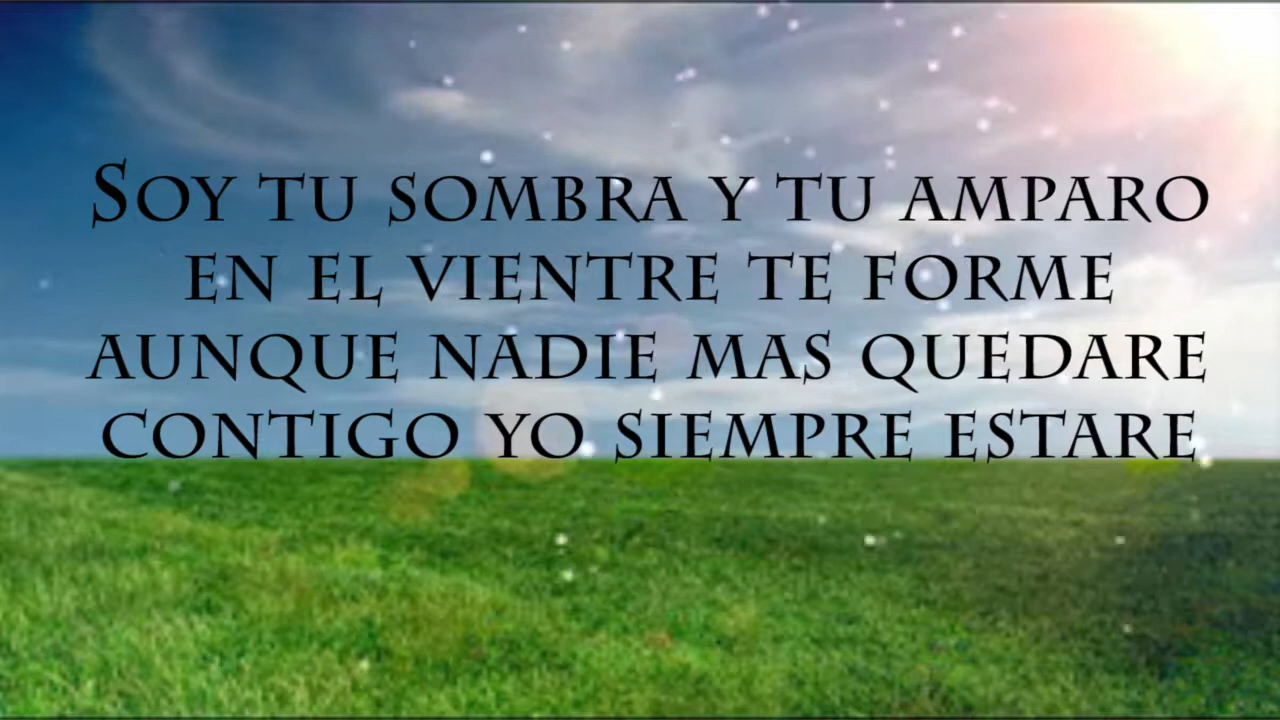 Soy tu sombra y tu amparo
en el vientre te forme
aunque nadie mas quedare
contigo yo siempre estare